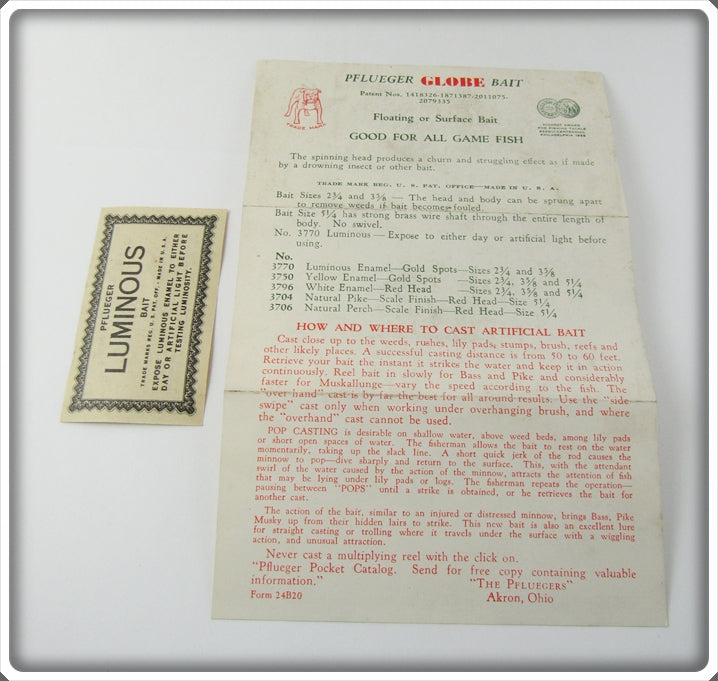 PFLUEGER
LUMINOUS
BAIT
TRADE MARKS REG. U. S. PAT. OFF. - MADE IN U.S.A.
EXPOSE LUMINOUS ENAMEL TO EITHER
DAY OR ARTIFICIAL LIGHT BEFORE
TESTING LUMINOSITY.
PFLUEGER GLOBE BAIT
Patent Nos. 1418326-1871387-2011075-
2079335
TRADE MARK
Floating or Surface Bait
HIGHEST AWARD
FOR FISHING TACKLE
SESQUI-CENTENNIAL
PHILADELPHIA 1926
GOOD FOR ALL GAME FISH
The spinning head produces a churn and struggling effect as if made
by a drowning insect or other bait.
TRADE MARK REG. U. S. PAT. OFFICE—MADE IN U. S. A.
Bait Sizes 2¾ and 3⅝ — The head and body can be sprung apart
to remove weeds if bait becomes fouled.
Bait Size 5¼ has strong brass wire shaft through the entire length of
body. No swivel.
No. 3770 Luminous — Expose to either day or artificial light before
using.
No.
3770 Luminous Enamel—Gold Spots—Sizes 2¾ and 3⅝
3750 Yellow Enamel—Gold Spots —Sizes 2¾, 3⅝ and 5¼
3796 White Enamel—Red Head —Sizes 2¾, 3⅝ and 5¼
3704 Natural Pike—Scale Finish—Red Head—Size 5¼
3706 Natural Perch—Scale Finish—Red Head—Size 5¼
HOW AND WHERE TO CAST ARTIFICIAL BAIT
Cast close up to the weeds, rushes, lily pads, stumps, brush, reefs and
other likely places. A successful casting distance is from 50 to 60 feet.
Retrieve your bait the instant it strikes the water and keep it in action
continuously. Reel bait in slowly for Bass and Pike and considerably
faster for Muskallunge—vary the speed according to the fish. The
"over hand" cast is by far the best for all around results. Use the "side
swipe" cast only when working under overhanging brush, and where
the "overhand" cast cannot be used.
POP CASTING is desirable on shallow water, above weed beds, among lily pads
or short open spaces of water. The fisherman allows the bait to rest on the water
momentarily, taking up the slack line. A short quick jerk of the rod causes the
minnow to pop—dive sharply and return to the surface. This, with the attendant
swirl of the water caused by the action of the minnow, attracts the attention of fish
that may be lying under lily pads or logs. The fisherman repeats the operation—
pausing between "POPS" until a strike is obtained, or he retrieves the bait for
another cast.
The action of the bait, similar to an injured or distressed minnow, brings Bass, Pike
Musky up from their hidden lairs to strike. This new bait is also an excellent lure
for straight casting or trolling where it travels under the surface with a wiggling
action, and unusual attraction.
Never cast a multiplying reel with the click on.
"Pflueger Pocket Catalog. Send for free copy containing valuable
information."
"THE PFLUEGERS"
Form 24B20
Akron, Ohio